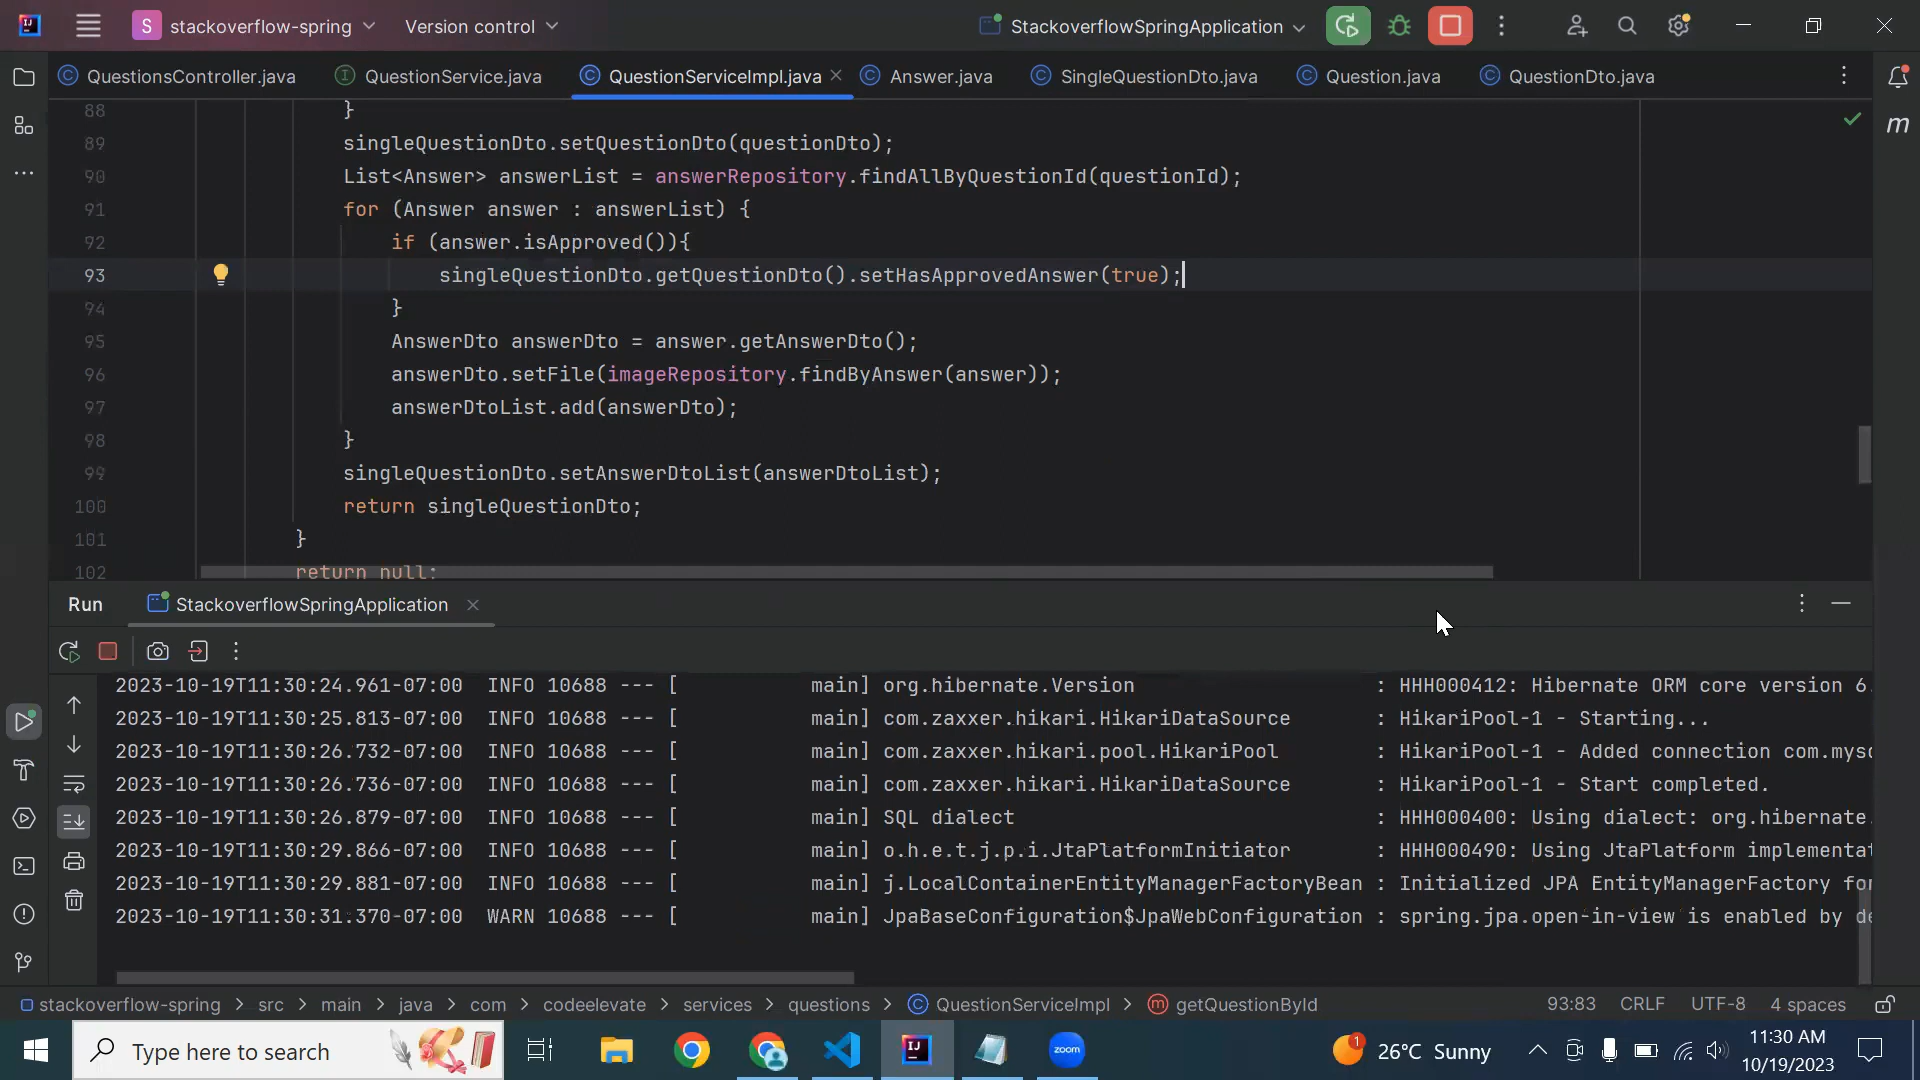 S stackoverflow-spring Version control StackoverflowSpringApplication
QuestionsController.java QuestionService.java QuestionServiceImpl.java Answer.java SingleQuestionDto.java Question.java QuestionDto.java
88 }
89 singleQuestionDto.setQuestionDto(questionDto);
90 List<Answer> answerList = answerRepository.findAllByQuestionId(questionId);
91 for (Answer answer : answerList) {
92 if (answer.isApproved()){
93 singleQuestionDto.getQuestionDto().setHasApprovedAnswer(true);
94 }
95 AnswerDto answerDto = answer.getAnswerDto();
96 answerDto.setFile(imageRepository.findByAnswer(answer));
97 answerDtoList.add(answerDto);
98 }
99 singleQuestionDto.setAnswerDtoList(answerDtoList);
100 return singleQuestionDto;
101 }
102 return null;
Run StackoverflowSpringApplication
2023-10-19T11:30:24.961-07:00 INFO 10688 --- [ main] org.hibernate.Version : HHH000412: Hibernate ORM core version 6.
2023-10-19T11:30:25.813-07:00 INFO 10688 --- [ main] com.zaxxer.hikari.HikariDataSource : HikariPool-1 - Starting...
2023-10-19T11:30:26.732-07:00 INFO 10688 --- [ main] com.zaxxer.hikari.pool.HikariPool : HikariPool-1 - Added connection com.mysq
2023-10-19T11:30:26.736-07:00 INFO 10688 --- [ main] com.zaxxer.hikari.HikariDataSource : HikariPool-1 - Start completed.
2023-10-19T11:30:26.879-07:00 INFO 10688 --- [ main] SQL dialect : HHH000400: Using dialect: org.hibernate.
2023-10-19T11:30:29.866-07:00 INFO 10688 --- [ main] o.h.e.t.j.p.i.JtaPlatformInitiator : HHH000490: Using JtaPlatform implementat
2023-10-19T11:30:29.881-07:00 INFO 10688 --- [ main] j.LocalContainerEntityManagerFactoryBean : Initialized JPA EntityManagerFactory for
2023-10-19T11:30:31.370-07:00 WARN 10688 --- [ main] JpaBaseConfiguration$JpaWebConfiguration : spring.jpa.open-in-view is enabled by de
stackoverflow-spring > src > main > java > com > codeelevate > services > questions > QuestionServiceImpl > getQuestionById 93:83 CRLF UTF-8 4 spaces
Type here to search zoom 1 26°C Sunny 11:30 AM
10/19/2023